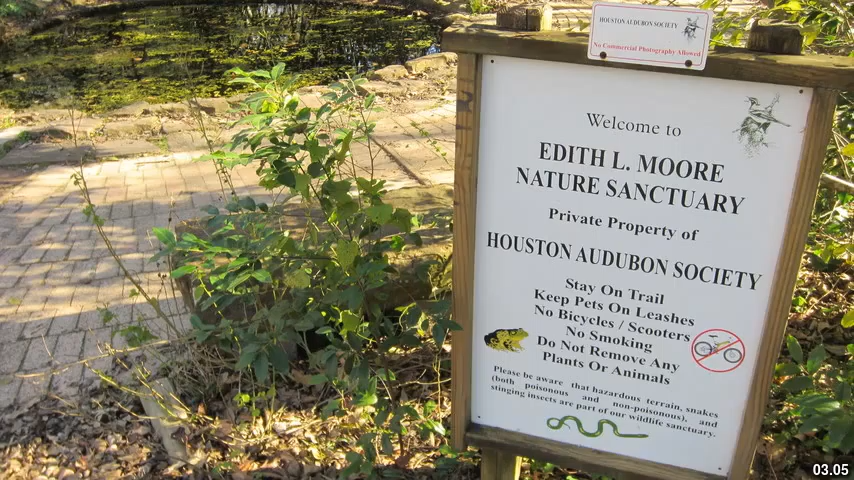 HOUSTON AUDUBON SOCIETY
No Commercial Photography Allowed
Welcome to
EDITH L. MOORE
NATURE SANCTUARY
Private Property of
HOUSTON AUDUBON SOCIETY
Stay On Trail
Keep Pets On Leashes
No Bicycles / Scooters
No Smoking
Do Not Remove Any
Plants Or Animals
Please be aware that hazardous terrain, snakes
(both poisonous and non-poisonous), and
stinging insects are part of our wildlife sanctuary.
03.05